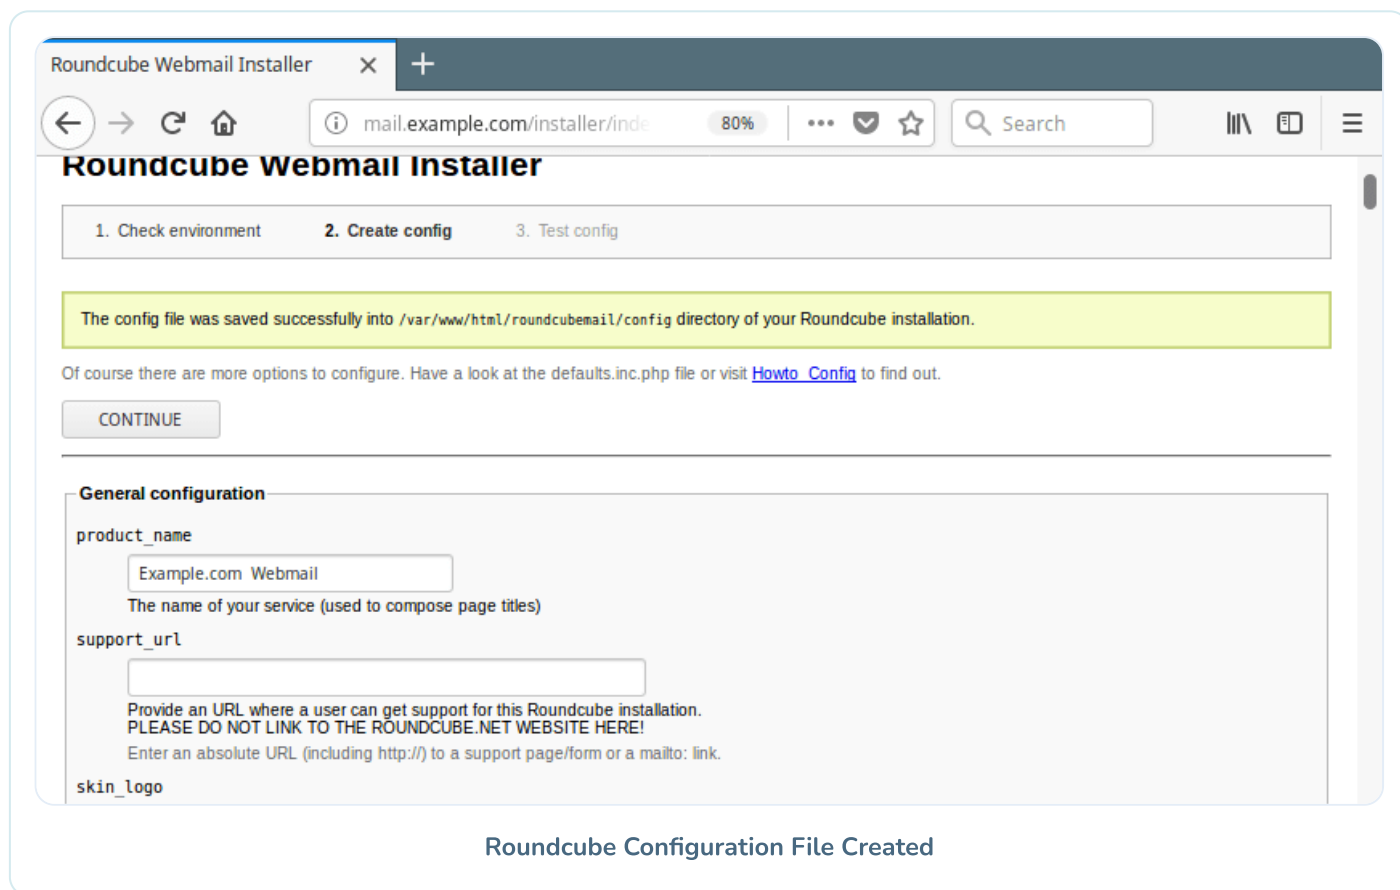 Roundcube Webmail Installer
mail.example.com/installer/inde
80%
Search
Roundcube Webmail Installer
1. Check environment
2. Create config
3. Test config
The config file was saved successfully into /var/www/html/roundcubemail/config directory of your Roundcube installation.
Of course there are more options to configure. Have a look at the defaults.inc.php file or visit Howto_Config to find out.
CONTINUE
General configuration
product_name
Example.com Webmail
The name of your service (used to compose page titles)
support_url
Provide an URL where a user can get support for this Roundcube installation.
PLEASE DO NOT LINK TO THE ROUNDCUBE.NET WEBSITE HERE!
Enter an absolute URL (including http://) to a support page/form or a mailto: link.
skin_logo
Roundcube Configuration File Created